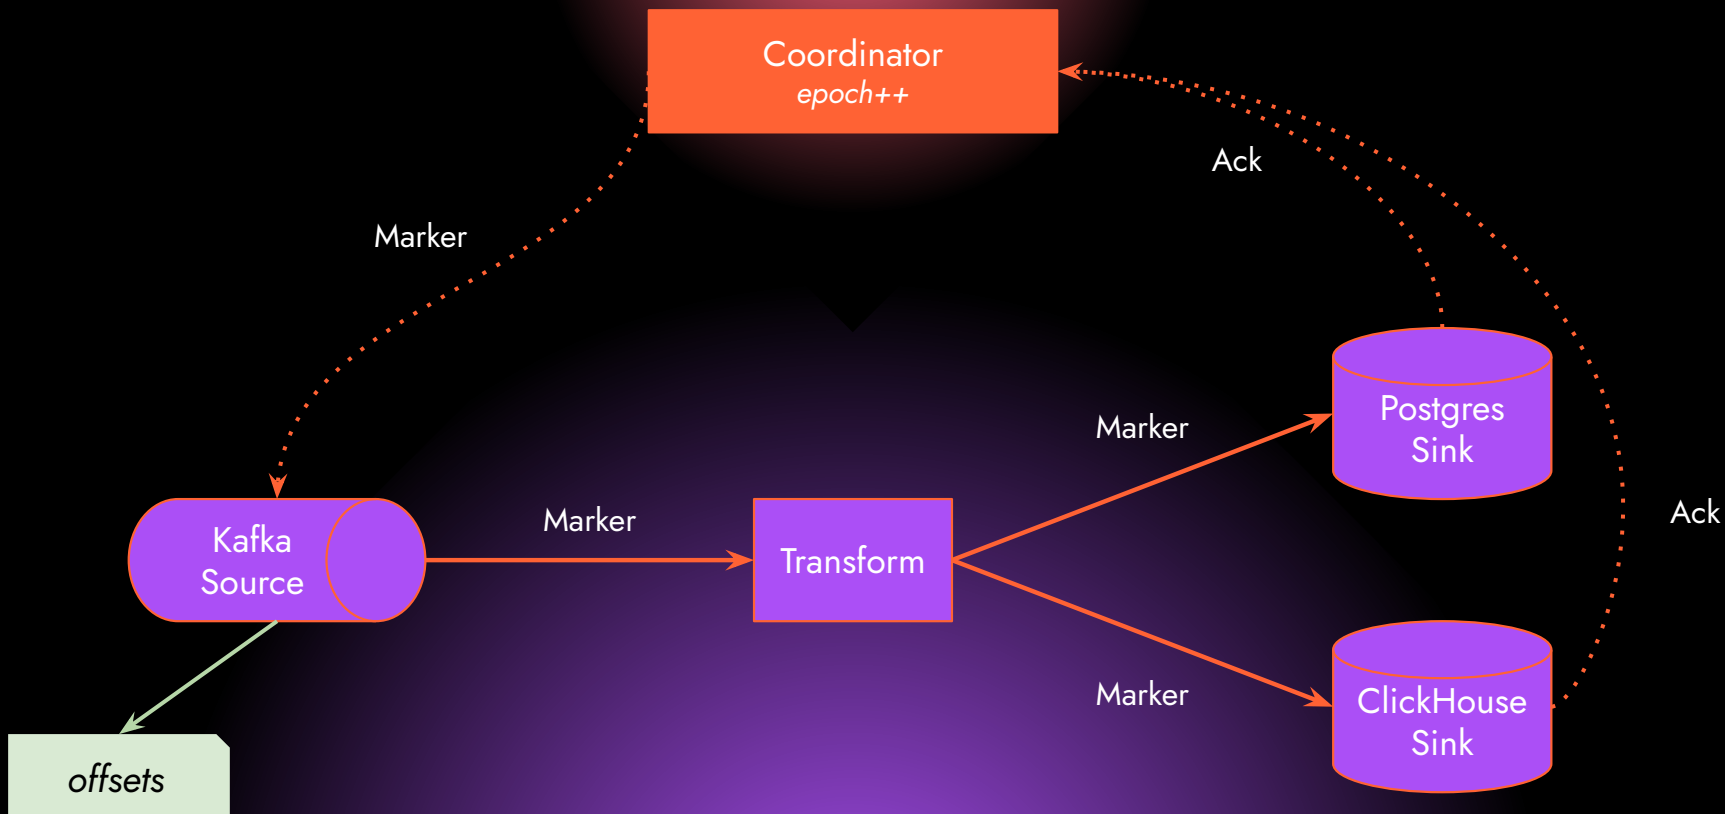 Coordinator
epoch++
Ack
Marker
Marker
Postgres
Sink
Ack
Marker
Kafka
Source
Transform
Marker
ClickHouse
Sink
offsets